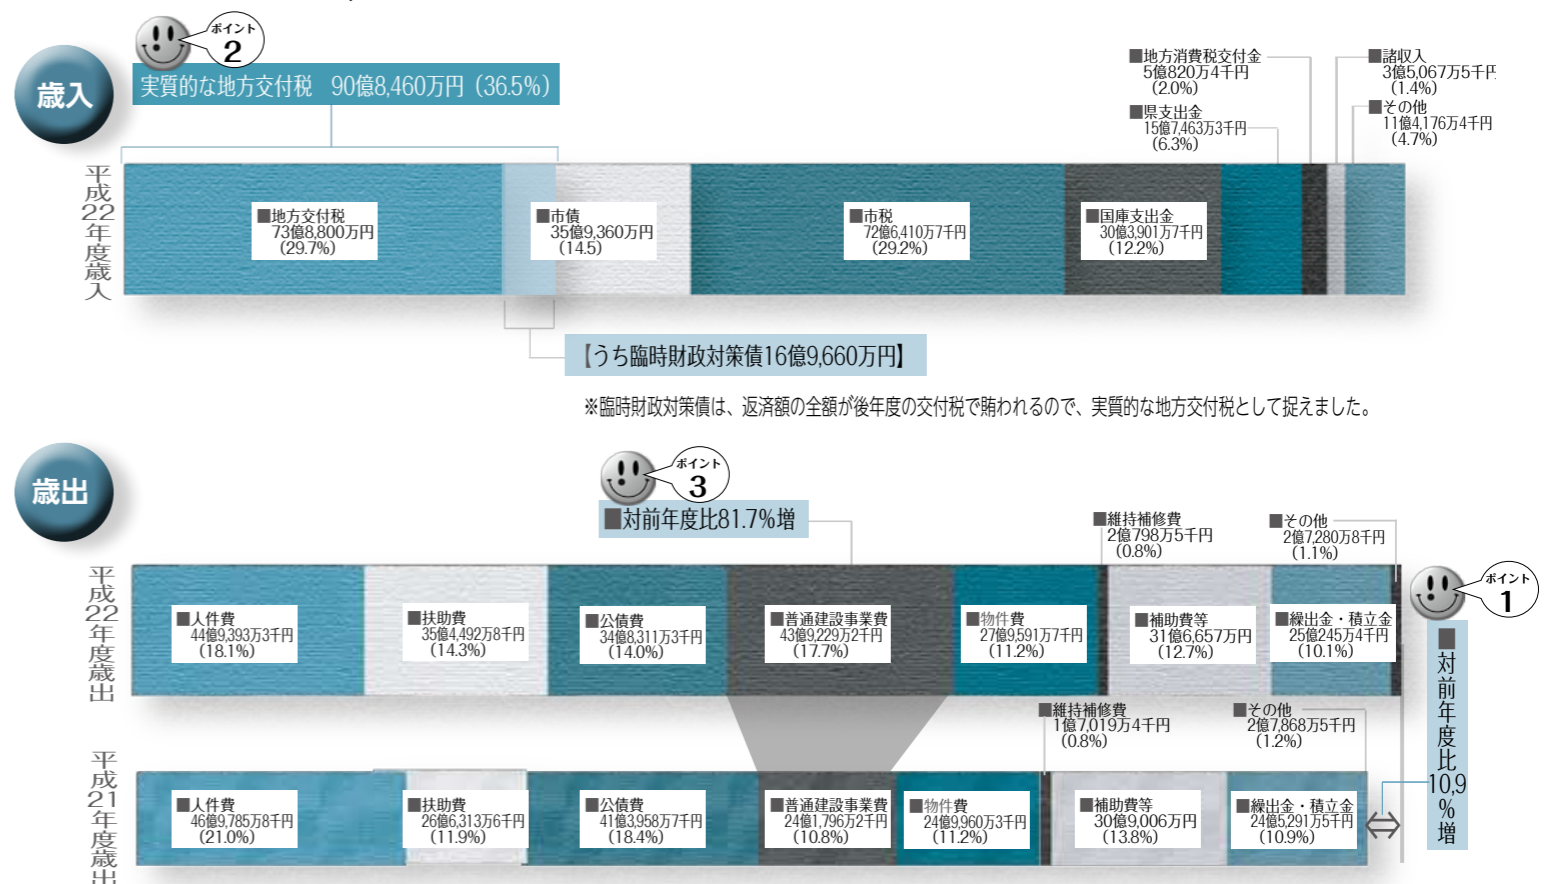 歳入
ポイント
2
実質的な地方交付税 90億8,460万円（36.5%）
■地方消費税交付金
5億820万4千円
（2.0%）
■諸収入
3億5,067万5千円
（1.4%）
■県支出金
15億7,463万3千円
（6.3%）
■その他
11億4,176万4千円
（4.7%）
平成22年度歳入
■地方交付税
73億8,800万円
（29.7%）
■市債
35億9,360万円
（14.5）
■市税
72億6,410万7千円
（29.2%）
■国庫支出金
30億3,901万7千円
（12.2%）
【うち臨時財政対策債16億9,660万円】
※臨時財政対策債は、返済額の全額が後年度の交付税で賄われるので、実質的な地方交付税として捉えました。
歳出
ポイント
3
■対前年度比81.7%増
■維持補修費
2億798万5千円
（0.8%）
■その他
2億7,280万8千円
（1.1%）
平成22年度歳出
■人件費
44億9,393万3千円
（18.1%）
■扶助費
35億4,492万8千円
（14.3%）
■公債費
34億8,311万3千円
（14.0%）
■普通建設事業費
43億9,229万2千円
（17.7%）
■物件費
27億9,591万7千円
（11.2%）
■補助費等
31億6,657万円
（12.7%）
■繰出金・積立金
25億245万4千円
（10.1%）
ポイント
1
■対前年度比10,9%増
■維持補修費
1億7,019万4千円
（0.8%）
■その他
2億7,868万5千円
（1.2%）
平成21年度歳出
■人件費
46億9,785万8千円
（21.0%）
■扶助費
26億6,313万6千円
（11.9%）
■公債費
41億3,958万7千円
（18.4%）
■普通建設事業費
24億1,796万2千円
（10.8%）
■物件費
24億9,960万3千円
（11.2%）
■補助費等
30億9,006万円
（13.8%）
■繰出金・積立金
24億5,291万5千円
（10.9%）